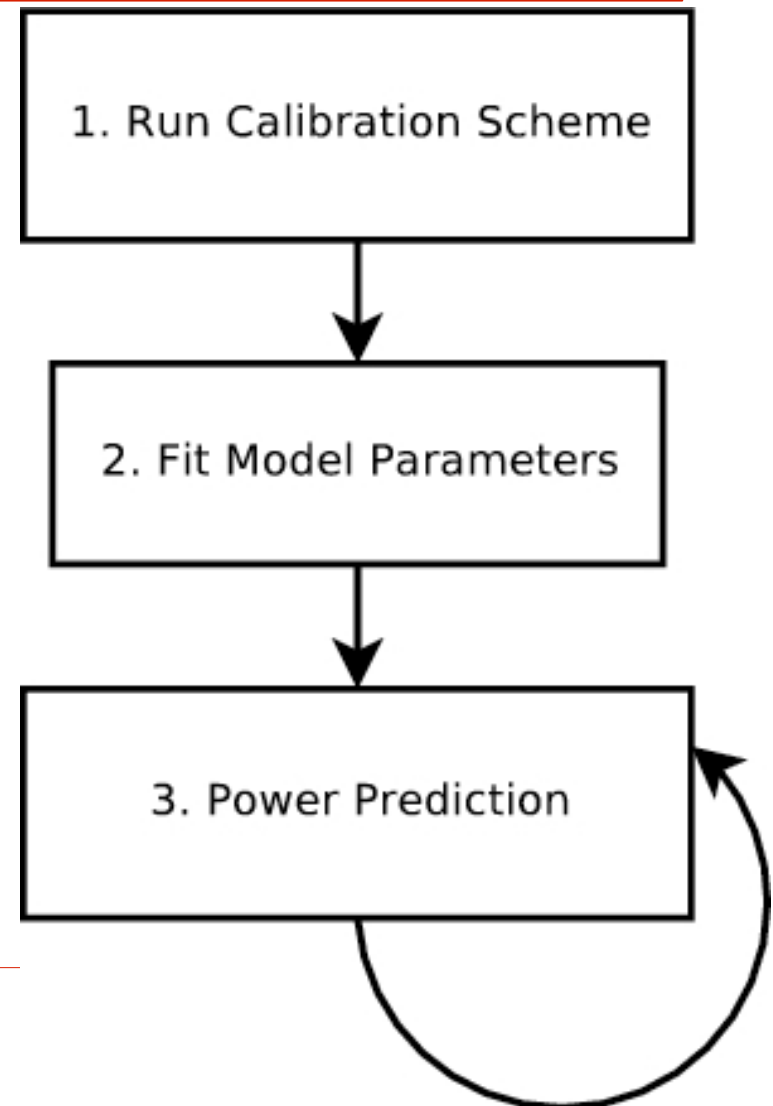 1. Run Calibration Scheme
2. Fit Model Parameters
3. Power Prediction